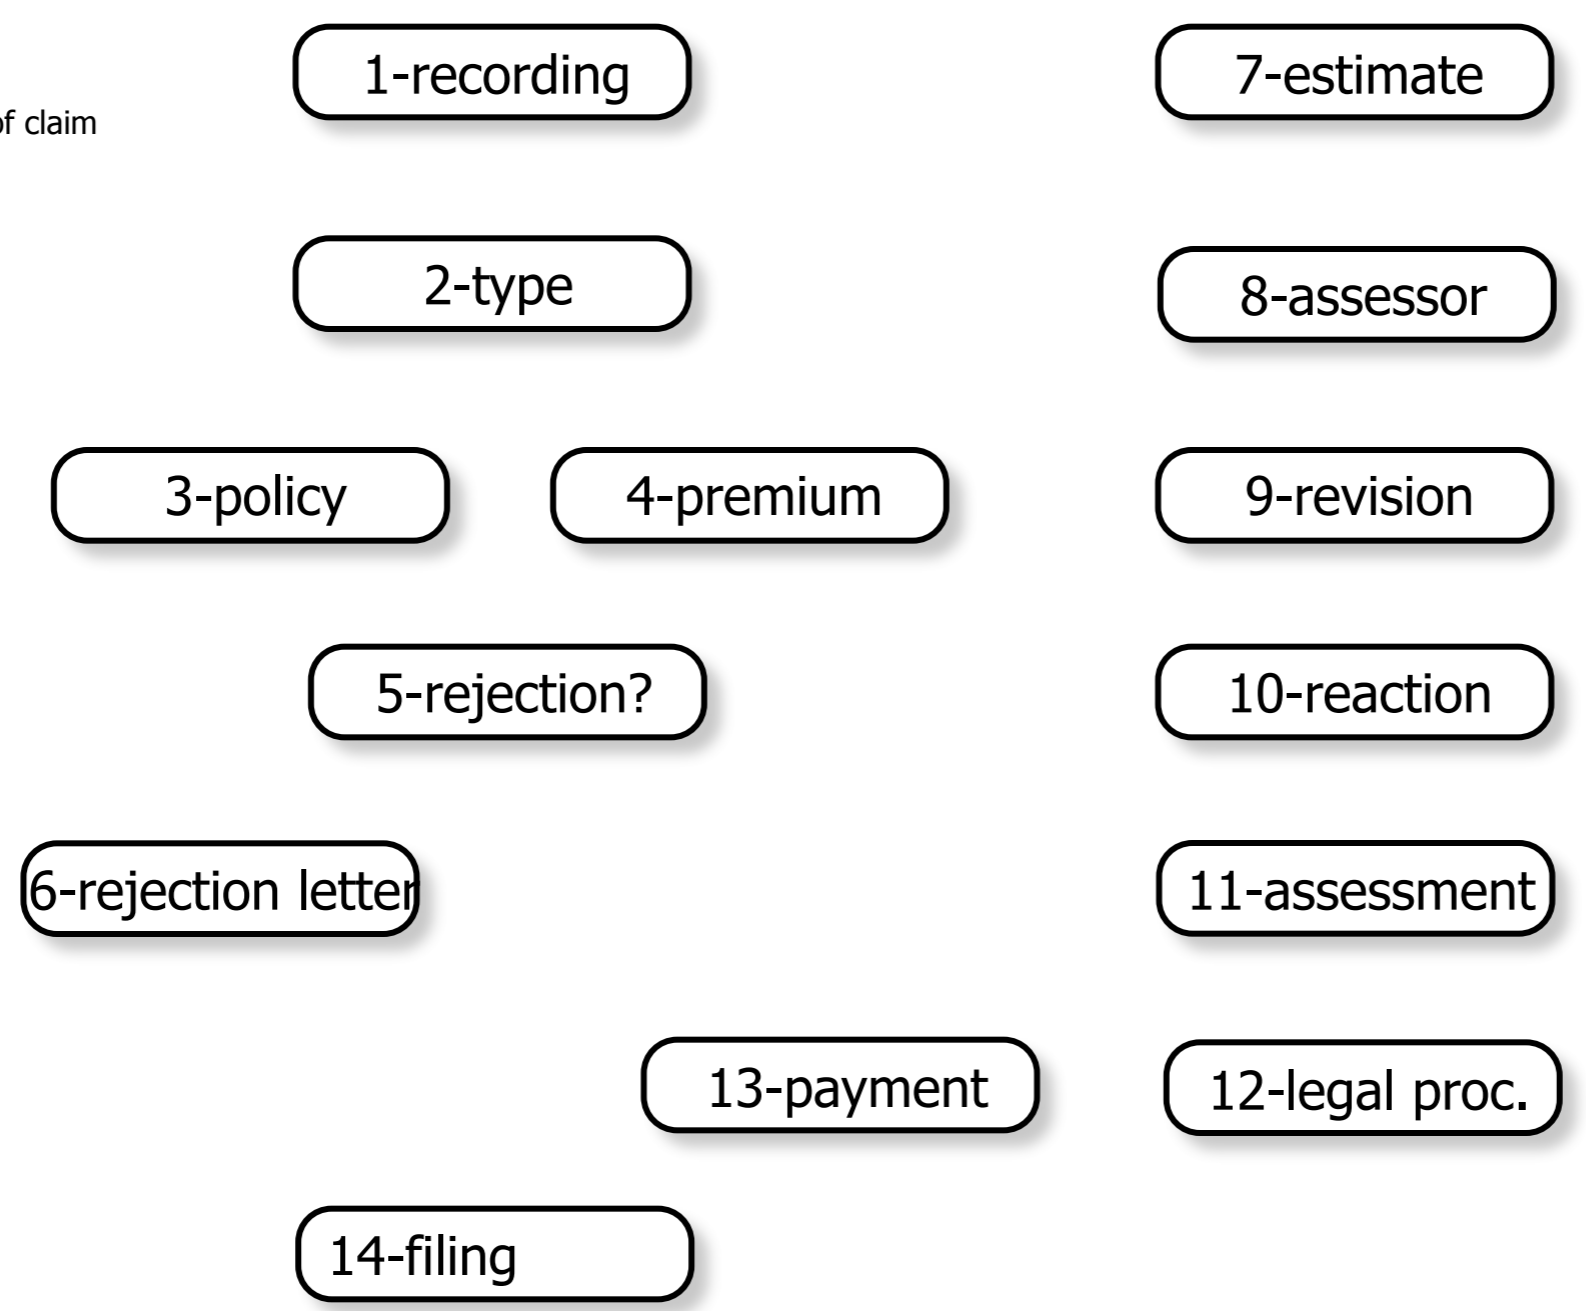 1-recording
7-estimate
of claim
2-type
8-assessor
3-policy
4-premium
9-revision
5-rejection?
10-reaction
6-rejection letter
11-assessment
13-payment
12-legal proc.
14-filing